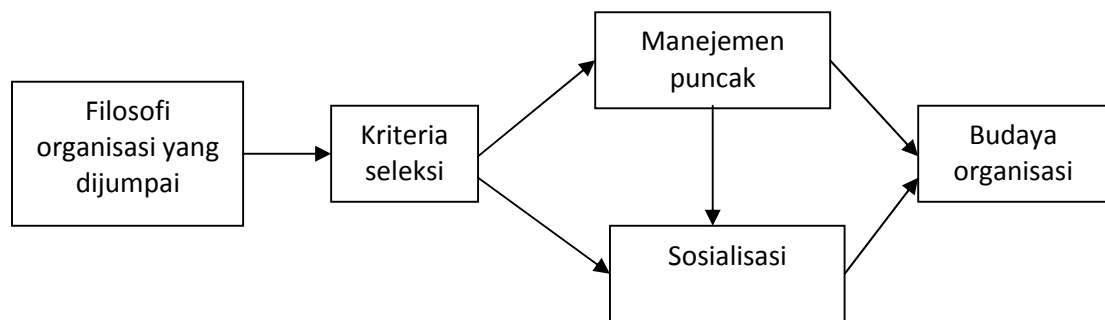 Filosofi
organisasi yang
dijumpai
Kriteria
seleksi
Manejemen
puncak
Sosialisasi
Budaya
organisasi